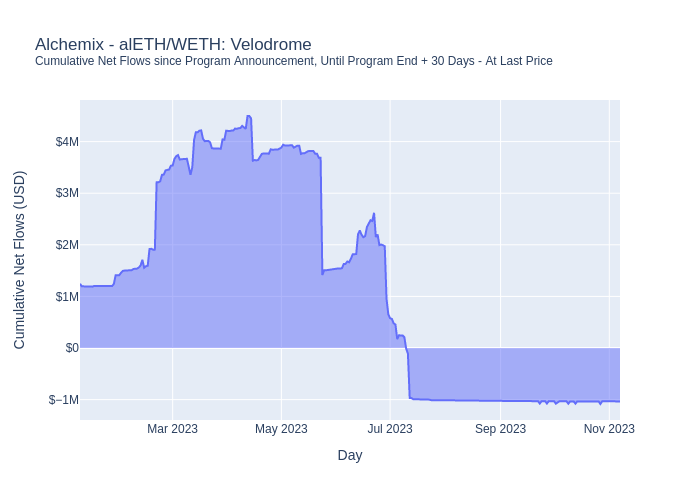 Alchemix - alETH/WETH: Velodrome
Cumulative Net Flows since Program Announcement, Until Program End + 30 Days - At Last Price
$4M
$3M
$2M
$1M
$0
$−1M
Cumulative Net Flows (USD)
Mar 2023
May 2023
Jul 2023
Sep 2023
Nov 2023
Day